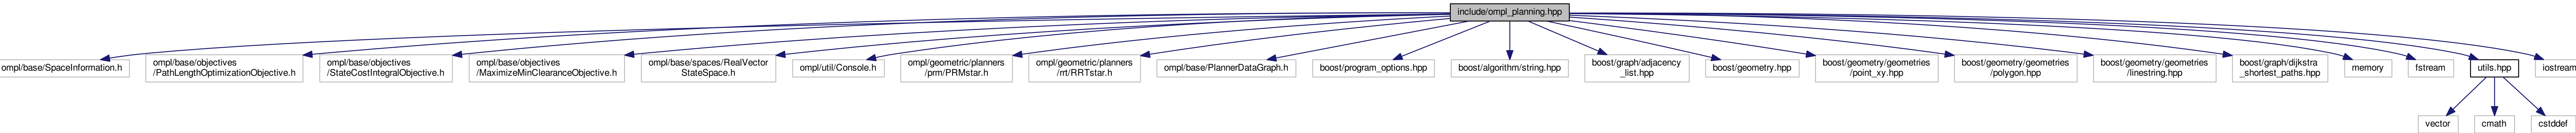 include/ompl_planning.hpp
ompl/base/SpaceInformation.h
ompl/base/objectives
/PathLengthOptimizationObjective.h
ompl/base/objectives
/StateCostIntegralObjective.h
ompl/base/objectives
/MaximizeMinClearanceObjective.h
ompl/base/spaces/RealVector
StateSpace.h
ompl/util/Console.h
ompl/geometric/planners
/prm/PRMstar.h
ompl/geometric/planners
/rrt/RRTstar.h
ompl/base/PlannerDataGraph.h
boost/program_options.hpp
boost/algorithm/string.hpp
boost/graph/adjacency
_list.hpp
boost/geometry.hpp
boost/geometry/geometries
/point_xy.hpp
boost/geometry/geometries
/polygon.hpp
boost/geometry/geometries
/linestring.hpp
boost/graph/dijkstra
_shortest_paths.hpp
memory
fstream
utils.hpp
iostream
vector
cmath
cstddef